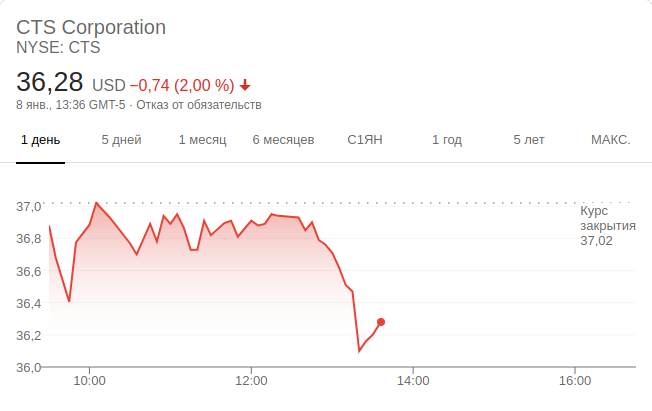 CTS Corporation
NYSE: CTS
36,28 USD −0,74 (2,00 %)
8 янв., 13:36 GMT-5 · Отказ от обязательств
1 день 5 дней 1 месяц 6 месяцев С1ЯН 1 год 5 лет МАКС.
37,0
36,8
36,6
36,4
36,2
36,0
Курс
закрытия
37,02
10:00 12:00 14:00 16:00